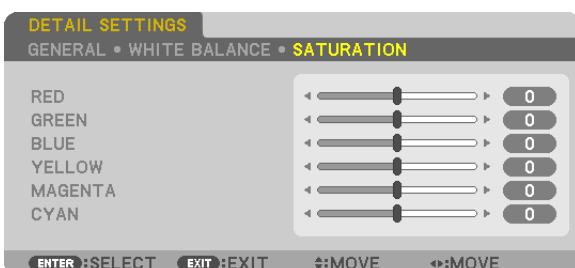 DETAIL SETTINGS
GENERAL • WHITE BALANCE • SATURATION
RED 0
GREEN 0
BLUE 0
YELLOW 0
MAGENTA 0
CYAN 0
ENTER :SELECT EXIT :EXIT :MOVE :MOVE